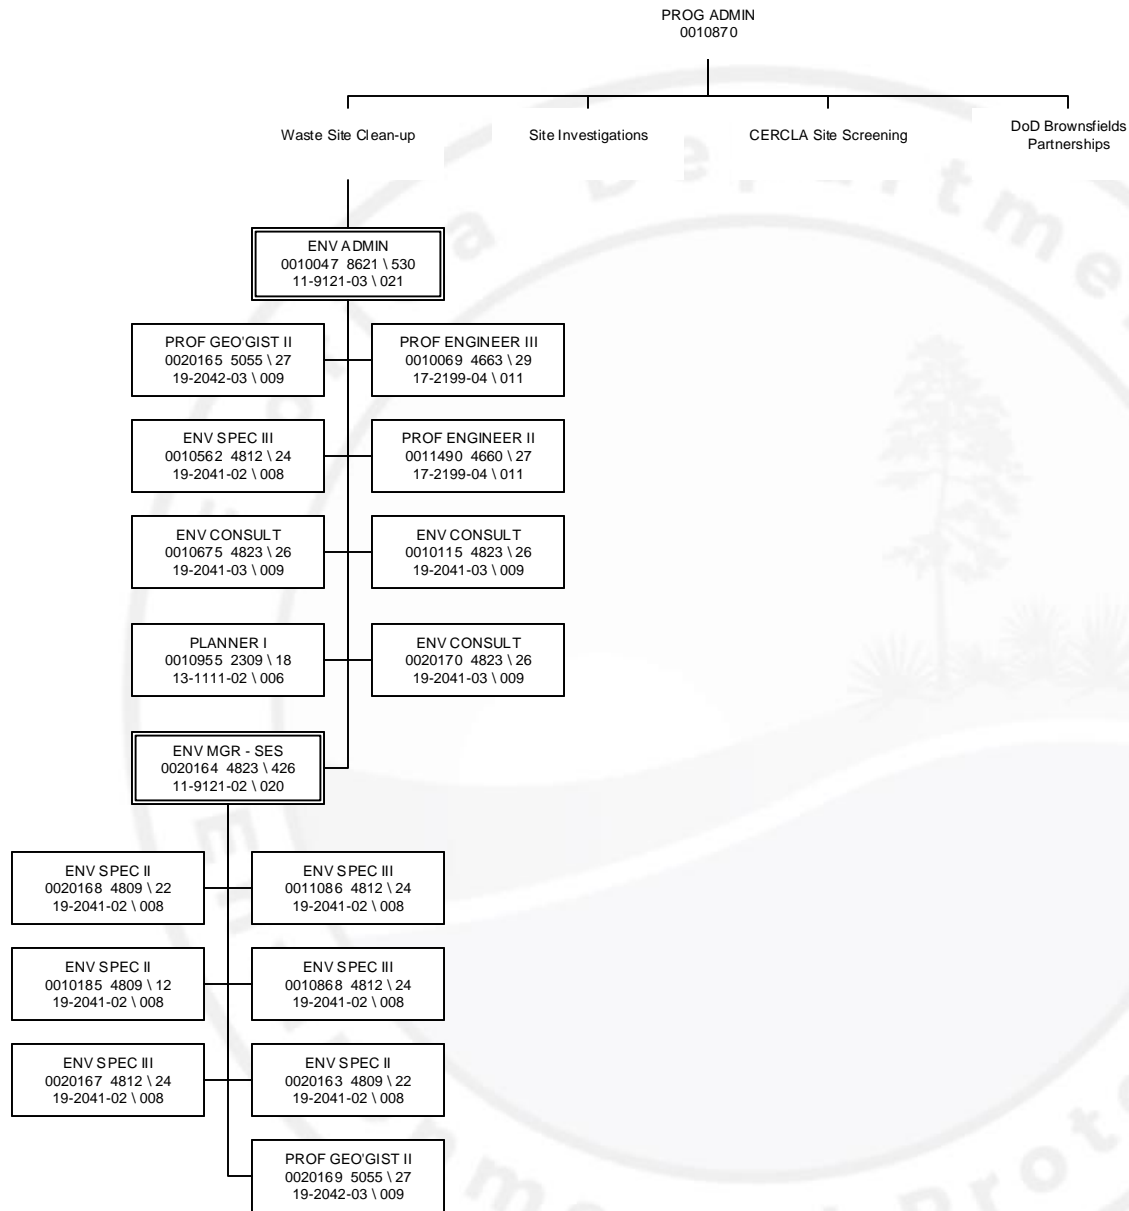 PROG ADMIN
0010870
Waste Site Clean-up
Site Investigations
CERCLA Site Screening
DoD Brownsfields
Partnerships
ENV ADMIN
0010047 8621 \ 530
11-9121-03 \ 021
PROF GEO'GIST II
0020165 5055 \ 27
19-2042-03 \ 009
PROF ENGINEER III
0010069 4663 \ 29
17-2199-04 \ 011
ENV SPEC III
0010562 4812 \ 24
19-2041-02 \ 008
PROF ENGINEER II
0011490 4660 \ 27
17-2199-04 \ 011
ENV CONSULT
0010675 4823 \ 26
19-2041-03 \ 009
ENV CONSULT
0010115 4823 \ 26
19-2041-03 \ 009
PLANNER I
0010955 2309 \ 18
13-1111-02 \ 006
ENV CONSULT
0020170 4823 \ 26
19-2041-03 \ 009
ENV MGR - SES
0020164 4823 \ 426
11-9121-02 \ 020
ENV SPEC II
0020168 4809 \ 22
19-2041-02 \ 008
ENV SPEC III
0011086 4812 \ 24
19-2041-02 \ 008
ENV SPEC II
0010185 4809 \ 12
19-2041-02 \ 008
ENV SPEC III
0010868 4812 \ 24
19-2041-02 \ 008
ENV SPEC III
0020167 4812 \ 24
19-2041-02 \ 008
ENV SPEC II
0020163 4809 \ 22
19-2041-02 \ 008
PROF GEO'GIST II
0020169 5055 \ 27
19-2042-03 \ 009